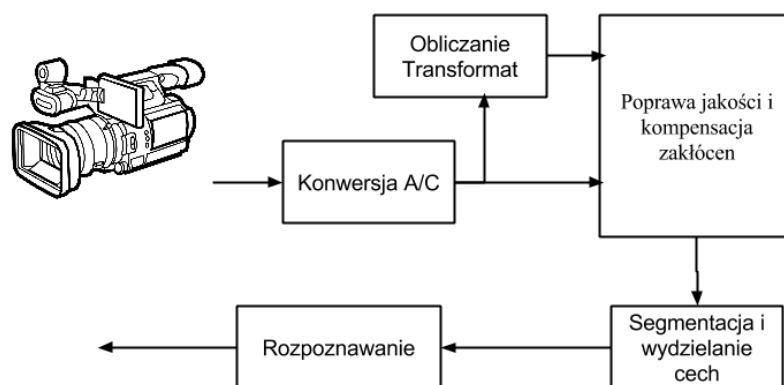 Obliczanie
Transformat
Poprawa jakości i
kompensacja
zakłócen
Konwersja A/C
Segmentacja i
wydzielanie
cech
Rozpoznawanie